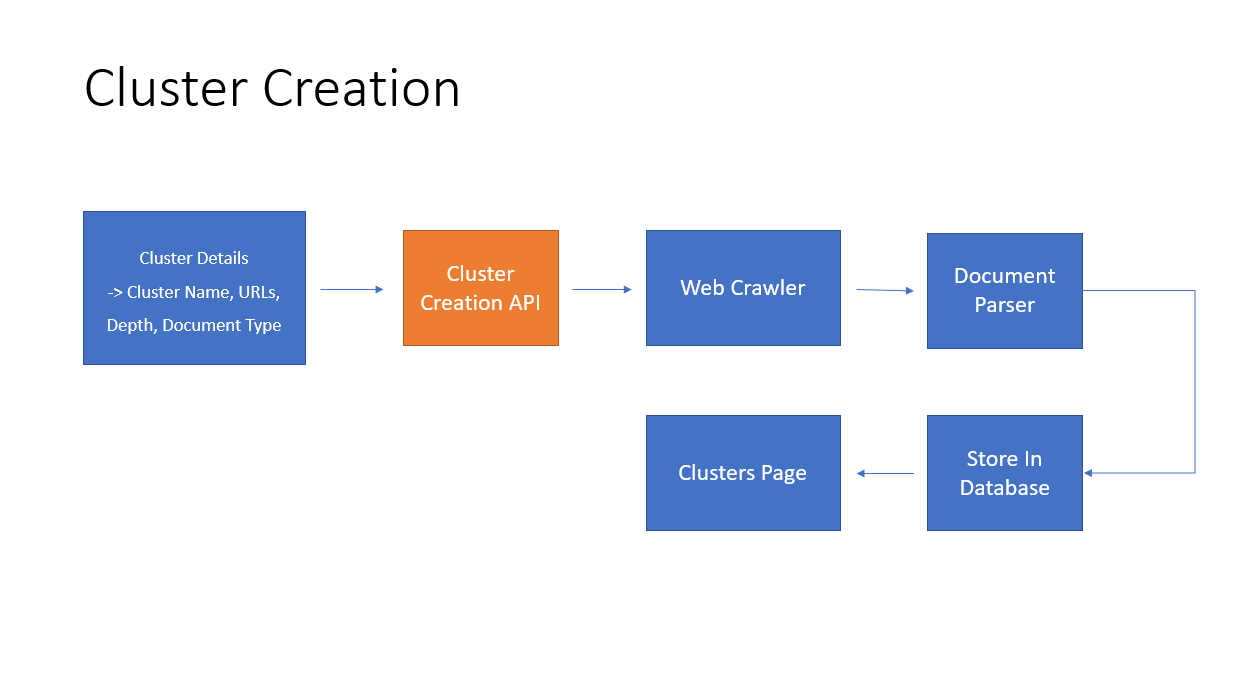 Cluster Creation
Cluster Details
-> Cluster Name, URLs,
Depth, Document Type
Cluster
Creation API
Web Crawler
Document
Parser
Clusters Page
Store In
Database